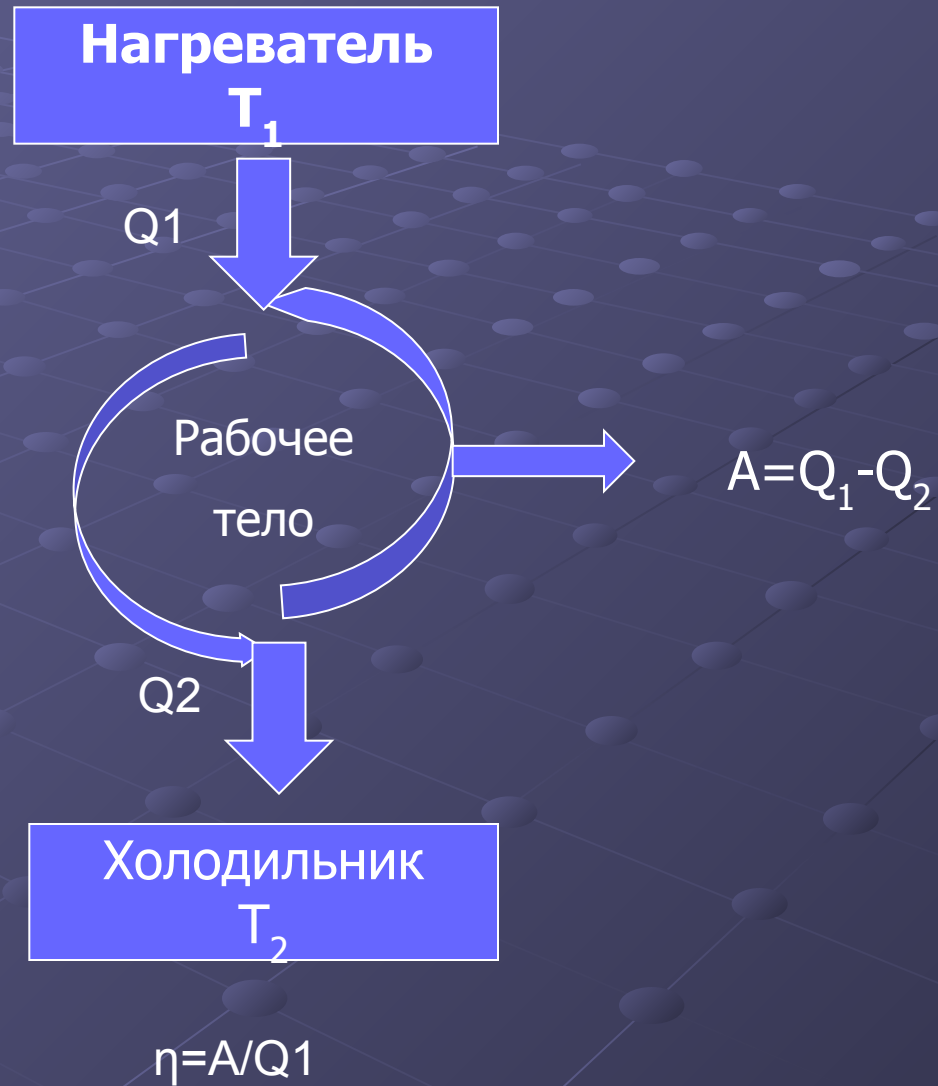 Нагреватель
T₁
Q1
Рабочее
тело
A=Q₁-Q₂
Q2
Холодильник
T₂
η=A/Q1